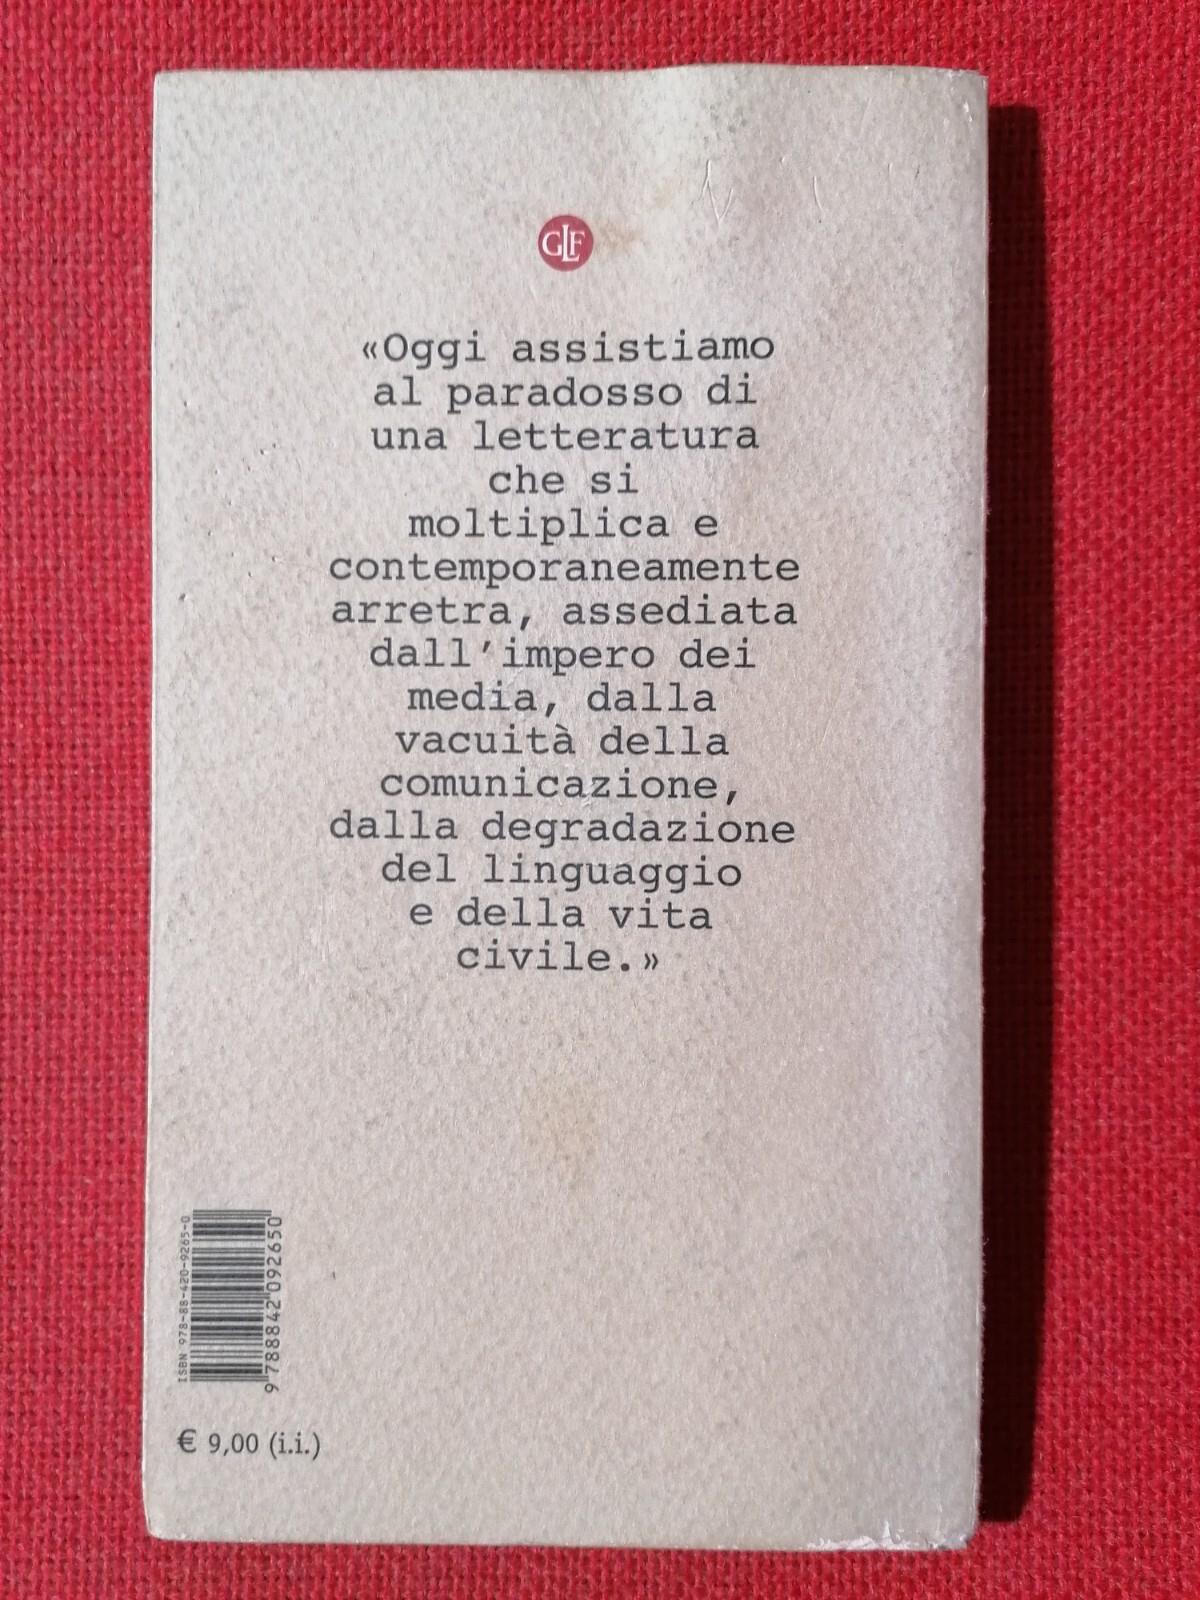 GLF
«Oggi assistiamo
al paradosso di
una letteratura
che si
moltiplica e
contemporaneamente
arretra, assediata
dall'impero dei
media, dalla
vacuità della
comunicazione,
dalla degradazione
del linguaggio
e della vita
civile.»
ISBN 978-88-420-9265-0
9 788842 092650
€ 9,00 (i.i.)